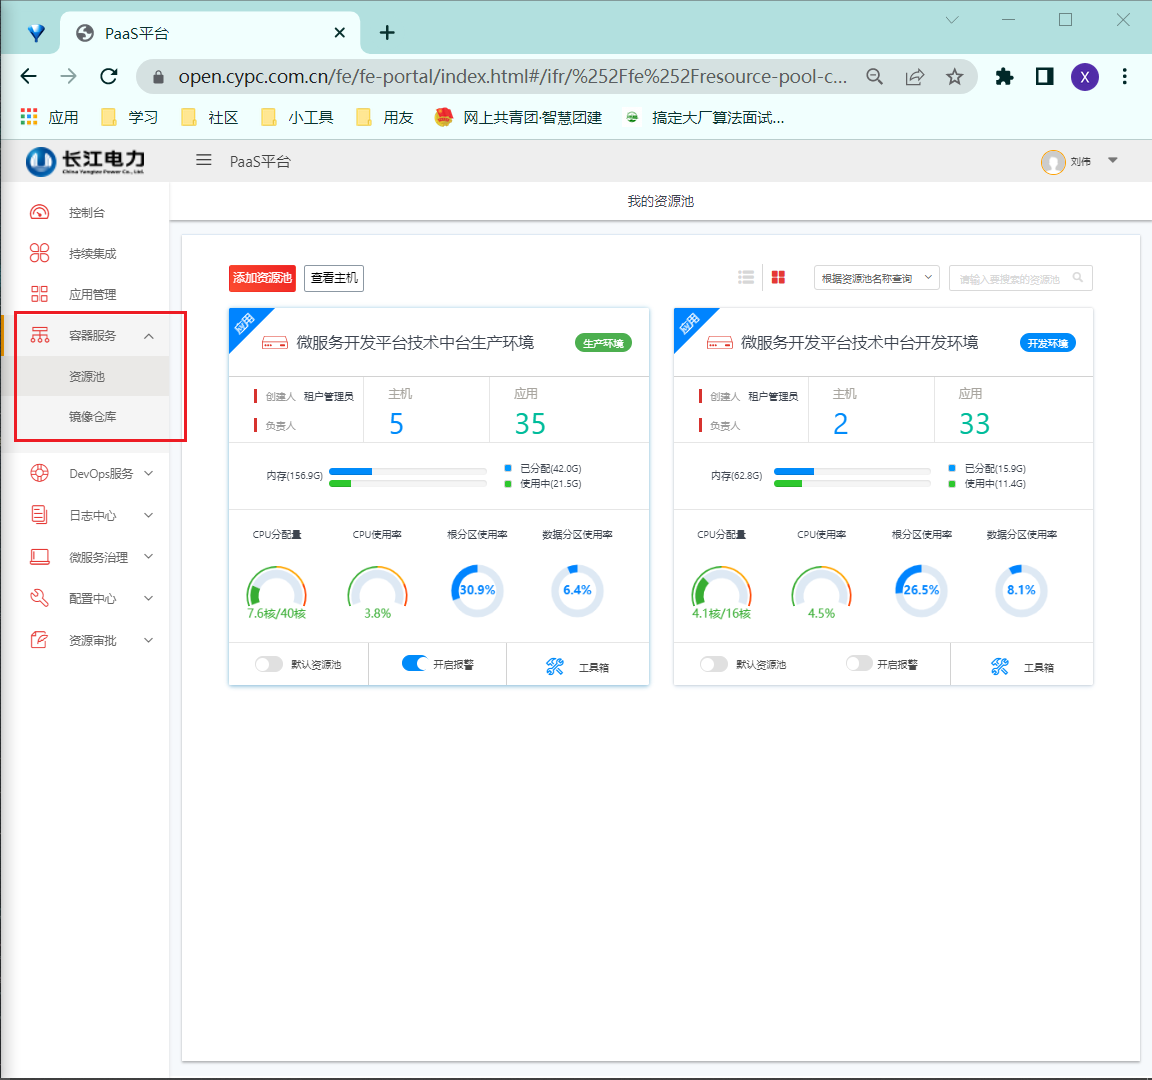 PaaS平台
open.cypc.com.cn/fe/fe-portal/index.html#/ifr/%252Ffe%252Fresource-pool-c...
X
应用
学习
社区
小工具
用友
网上共青团·智慧团建
搞定大厂算法面试...
长江电力
China Yangtze Power Co., Ltd.
PaaS平台
刘伟
我的资源池
控制台
持续集成
应用管理
容器服务
资源池
镜像仓库
DevOps服务
日志中心
微服务治理
配置中心
资源审批
添加资源池
查看主机
根据资源池名称查询
请输入要搜索的资源池
应用
微服务开发平台技术中台生产环境
生产环境
创建人 租户管理员
负责人
主机
5
应用
35
内存(156.9G)
已分配(42.0G)
使用中(21.5G)
CPU分配量
CPU使用率
根分区使用率
数据分区使用率
7.6核/40核
3.8%
30.9%
6.4%
默认资源池
开启报警
工具箱
应用
微服务开发平台技术中台开发环境
开发环境
创建人 租户管理员
负责人
主机
2
应用
33
内存(62.8G)
已分配(15.9G)
使用中(11.4G)
CPU分配量
CPU使用率
根分区使用率
数据分区使用率
4.1核/16核
4.5%
26.5%
8.1%
默认资源池
开启报警
工具箱